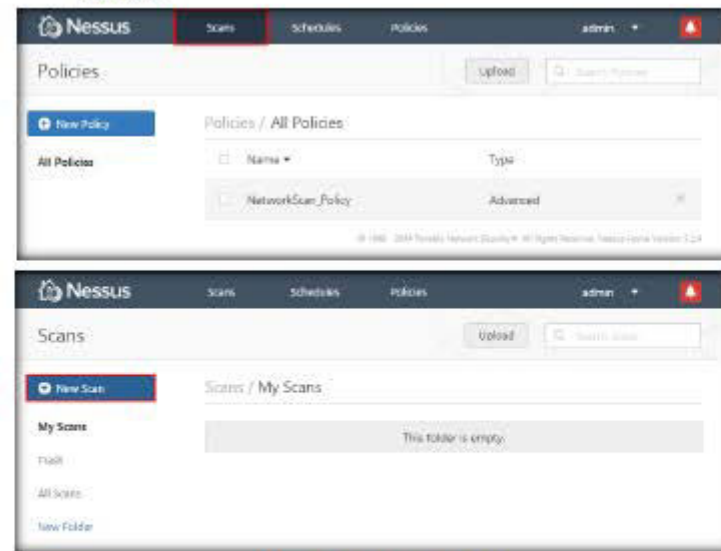 Nessus Scans Schedules Policies admin
Policies Upload Search Policies
New Policy Policies / All Policies
All Policies Name Type
NetworkScan_Policy Advanced
Nessus Scans Schedules Policies admin
Scans Upload
New Scan Scans / My Scans
My Scans This folder is empty.
Trash
All Scans
New Folder